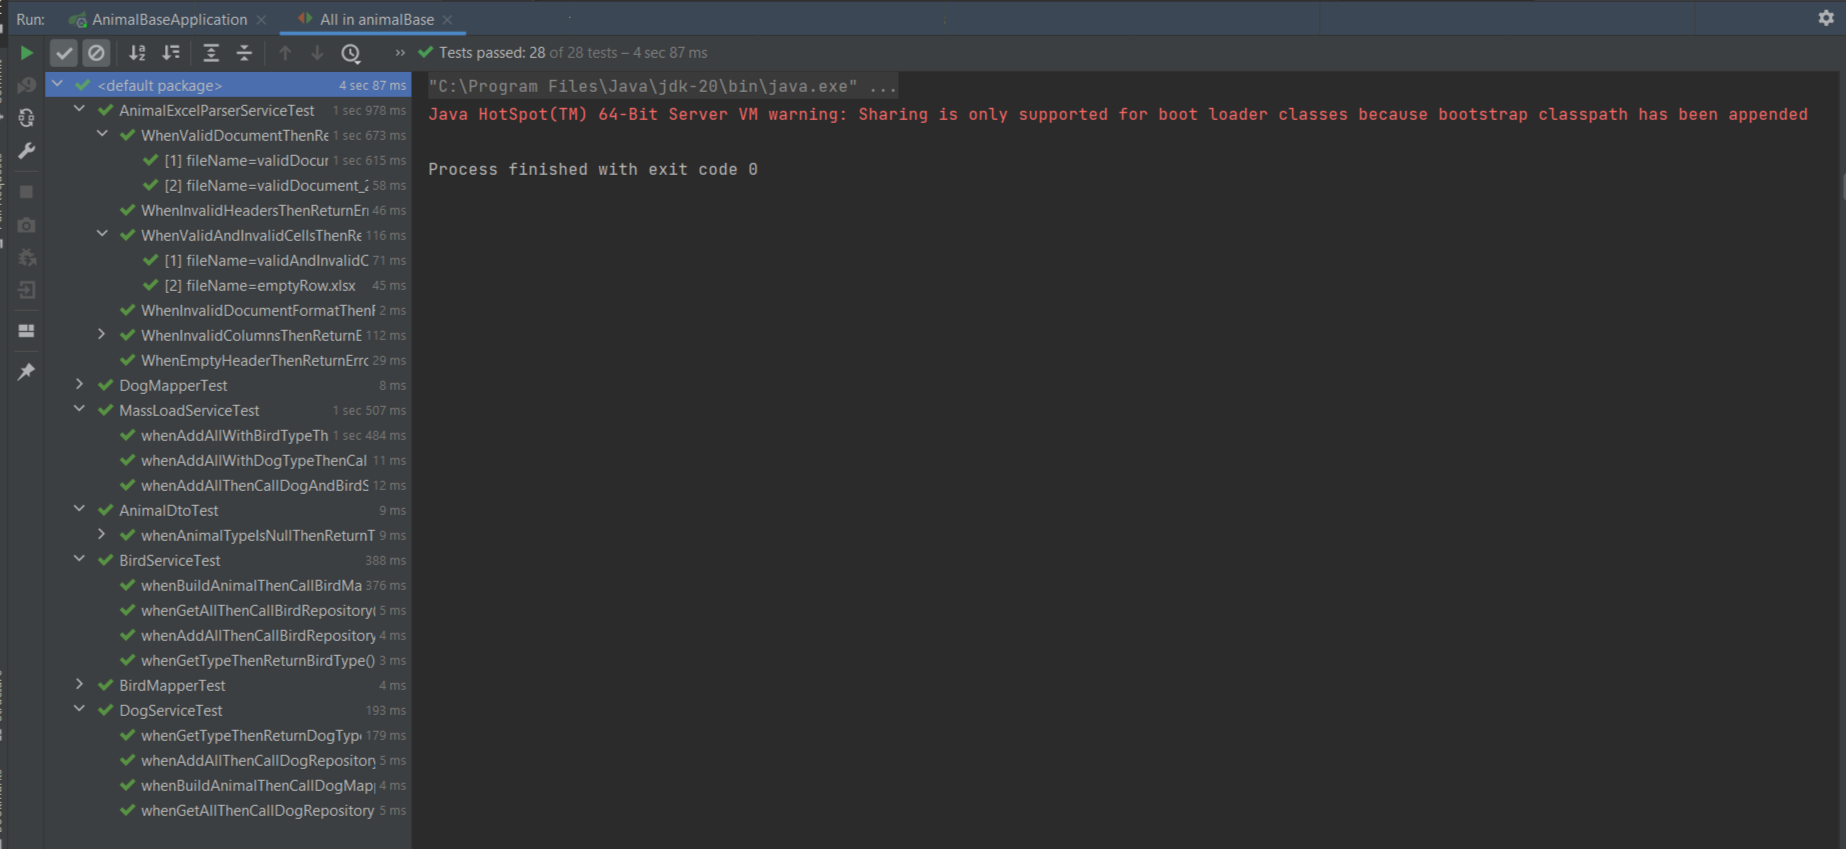 Run: AnimalBaseApplication × All in animalBase ×
» Tests passed: 28 of 28 tests – 4 sec 87 ms
<default package> 4 sec 87 ms
AnimalExcelParserServiceTest 1 sec 978 ms
WhenValidDocumentThenRe 1 sec 673 ms
[1] fileName=validDocur 1 sec 615 ms
[2] fileName=validDocument_2 58 ms
WhenInvalidHeadersThenReturnErr 46 ms
WhenValidAndInvalidCellsThenRe 116 ms
[1] fileName=validAndInvalidC 71 ms
[2] fileName=emptyRow.xlsx 45 ms
WhenInvalidDocumentFormatThenR 2 ms
WhenInvalidColumnsThenReturnE 112 ms
WhenEmptyHeaderThenReturnErrc 29 ms
DogMapperTest 8 ms
MassLoadServiceTest 1 sec 507 ms
whenAddAllWithBirdTypeTh 1 sec 484 ms
whenAddAllWithDogTypeThenCal 11 ms
whenAddAllThenCallDogAndBirdS 12 ms
AnimalDtoTest 9 ms
whenAnimalTypeIsNullThenReturnT 9 ms
BirdServiceTest 388 ms
whenBuildAnimalThenCallBirdMa 376 ms
whenGetAllThenCallBirdRepository( 5 ms
whenAddAllThenCallBirdRepository 4 ms
whenGetTypeThenReturnBirdType() 3 ms
BirdMapperTest 4 ms
DogServiceTest 193 ms
whenGetTypeThenReturnDogType 179 ms
whenAddAllThenCallDogRepository 5 ms
whenBuildAnimalThenCallDogMap 4 ms
whenGetAllThenCallDogRepository 5 ms
"C:\Program Files\Java\jdk-20\bin\java.exe" ...
Java HotSpot(TM) 64-Bit Server VM warning: Sharing is only supported for boot loader classes because bootstrap classpath has been appended
Process finished with exit code 0